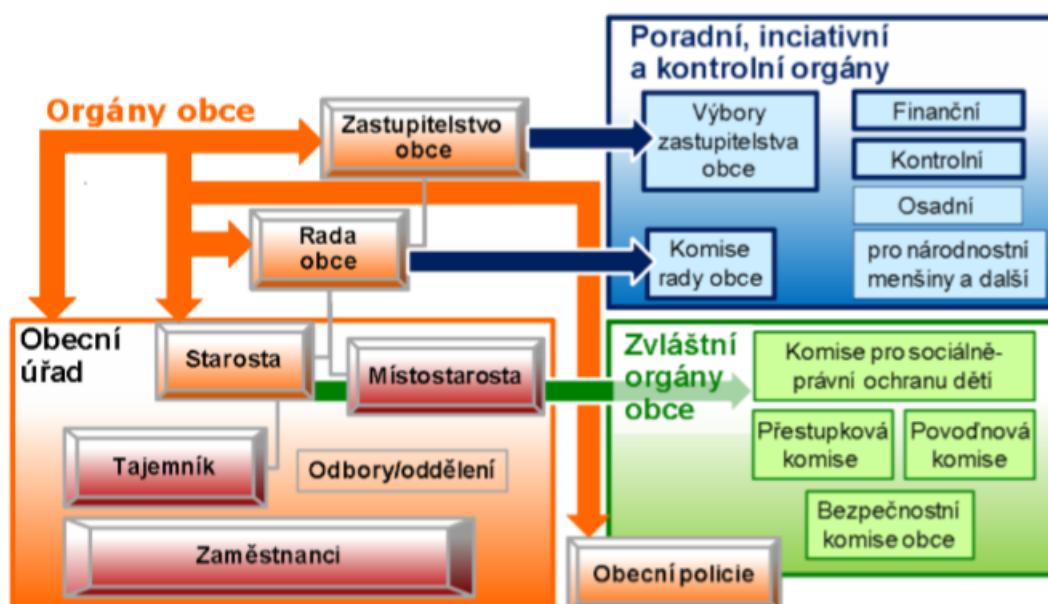 Orgány obce
Zastupitelstvo
obce
Rada
obce
Obecní
úřad
Starosta
Místostarosta
Tajemník
Odbory/oddělení
Zaměstnanci
Obecní policie
Poradní, inciativní
a kontrolní orgány
Výbory
zastupitelstva
obce
Komise
rady obce
Finanční
Kontrolní
Osadní
pro národnostní
menšiny a další
Zvláštní
orgány
obce
Komise pro sociálně-
právní ochranu dětí
Přestupková
komise
Povoďnová
komise
Bezpečnostní
komise obce